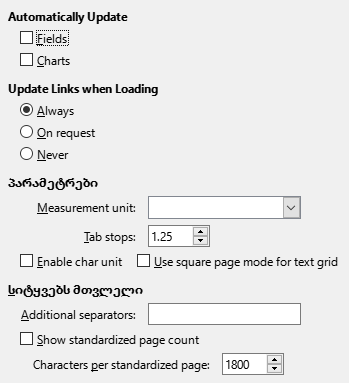 Automatically Update
Fields
Charts
Update Links when Loading
Always
On request
Never
პარამეტრები
Measurement unit:
Tab stops: 1.25
Enable char unit Use square page mode for text grid
სიტყვებს მთვლელი
Additional separators:
Show standardized page count
Characters per standardized page: 1800